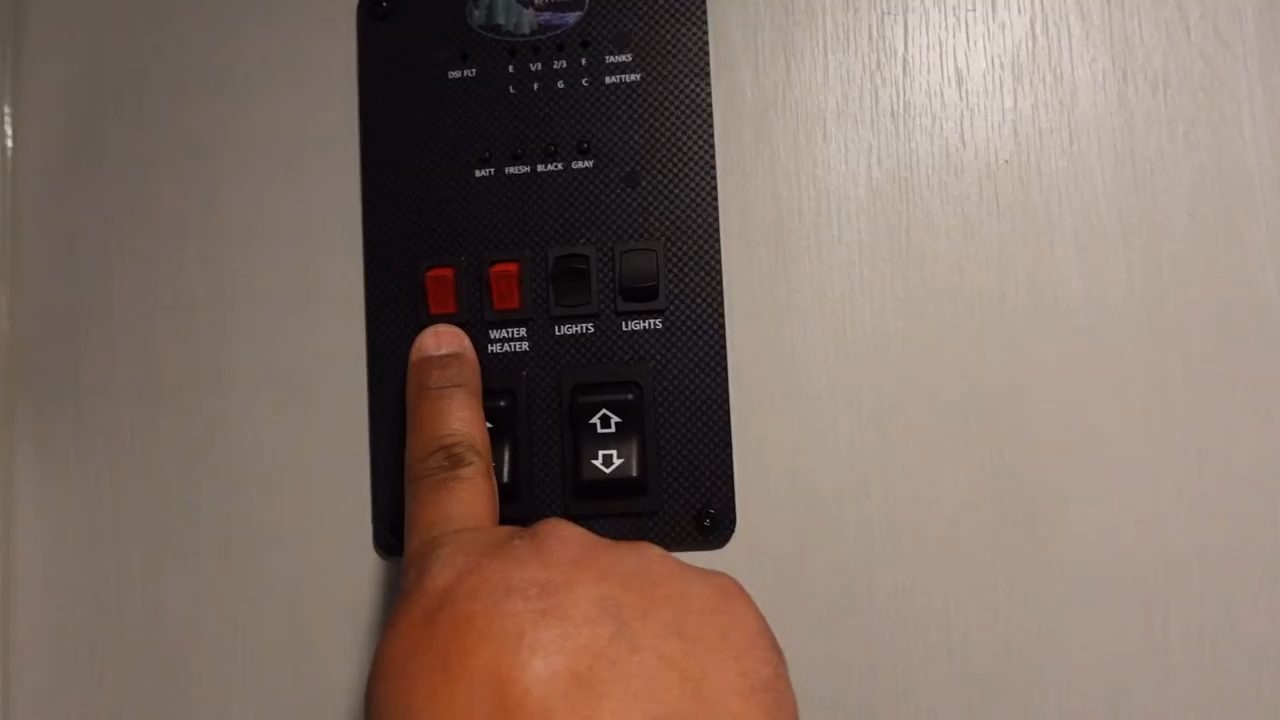 DSI FLT E 1/3 2/3 F TANKS
L F G C BATTERY
BATT FRESH BLACK GRAY
WATER
HEATER
LIGHTS
LIGHTS